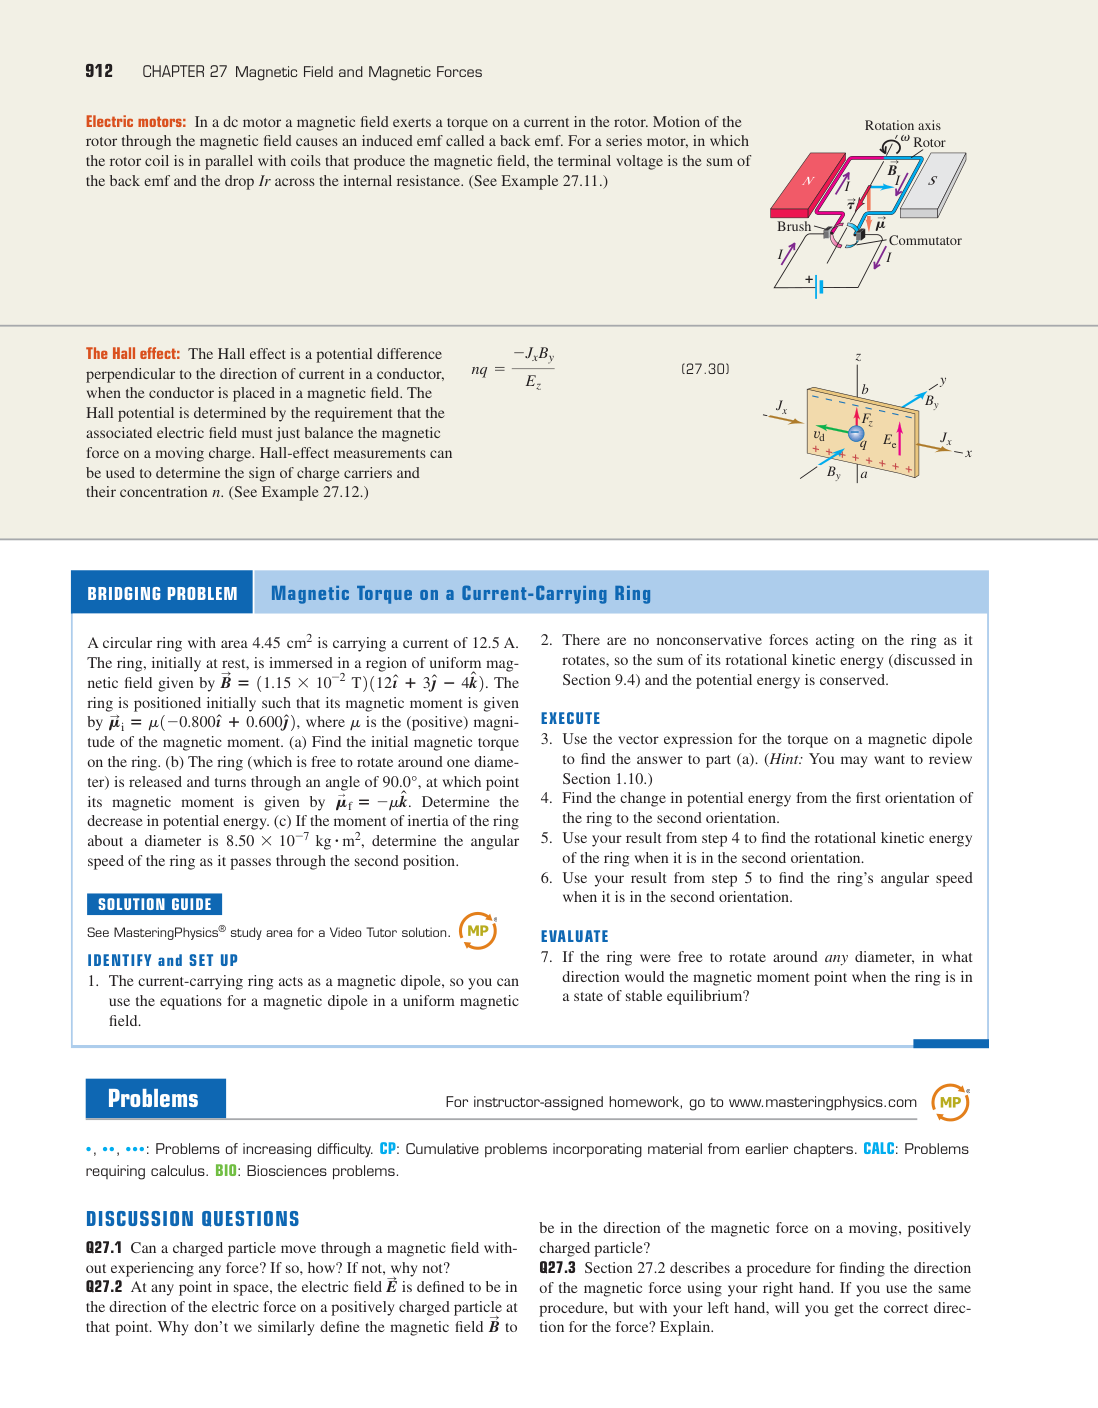 912 CHAPTER 27 Magnetic Field and Magnetic Forces
Electric motors: In a dc motor a magnetic field exerts a torque on a current in the rotor. Motion of the
rotor through the magnetic field causes an induced emf called a back emf. For a series motor, in which
the rotor coil is in parallel with coils that produce the magnetic field, the terminal voltage is the sum of
the back emf and the drop Ir across the internal resistance. (See Example 27.11.)
Rotation axis
ω
Rotor
N
B⃗
S
I
I
τ⃗
Brush
μ⃗
Commutator
I
I
+
The Hall effect: The Hall effect is a potential difference
perpendicular to the direction of current in a conductor,
when the conductor is placed in a magnetic field. The
Hall potential is determined by the requirement that the
associated electric field must just balance the magnetic
force on a moving charge. Hall-effect measurements can
be used to determine the sign of charge carriers and
their concentration n. (See Example 27.12.)
nq = −JₓB_y / E_z (27.30)
z
y
b
B_y
Jₓ
F_z
v_d
q
E_e
Jₓ
x
B_y
a
BRIDGING PROBLEM Magnetic Torque on a Current-Carrying Ring
A circular ring with area 4.45 cm² is carrying a current of 12.5 A.
The ring, initially at rest, is immersed in a region of uniform mag-
netic field given by B⃗ = (1.15 × 10⁻² T)(12î + 3ĵ − 4k̂). The
ring is positioned initially such that its magnetic moment is given
by μ⃗ᵢ = μ(−0.800î + 0.600ĵ), where μ is the (positive) magni-
tude of the magnetic moment. (a) Find the initial magnetic torque
on the ring. (b) The ring (which is free to rotate around one diame-
ter) is released and turns through an angle of 90.0°, at which point
its magnetic moment is given by μ⃗_f = −μk̂. Determine the
decrease in potential energy. (c) If the moment of inertia of the ring
about a diameter is 8.50 × 10⁻⁷ kg · m², determine the angular
speed of the ring as it passes through the second position.
SOLUTION GUIDE
See MasteringPhysics® study area for a Video Tutor solution. MP®
IDENTIFY and SET UP
1. The current-carrying ring acts as a magnetic dipole, so you can
use the equations for a magnetic dipole in a uniform magnetic
field.
2. There are no nonconservative forces acting on the ring as it
rotates, so the sum of its rotational kinetic energy (discussed in
Section 9.4) and the potential energy is conserved.
EXECUTE
3. Use the vector expression for the torque on a magnetic dipole
to find the answer to part (a). (Hint: You may want to review
Section 1.10.)
4. Find the change in potential energy from the first orientation of
the ring to the second orientation.
5. Use your result from step 4 to find the rotational kinetic energy
of the ring when it is in the second orientation.
6. Use your result from step 5 to find the ring's angular speed
when it is in the second orientation.
EVALUATE
7. If the ring were free to rotate around any diameter, in what
direction would the magnetic moment point when the ring is in
a state of stable equilibrium?
Problems For instructor-assigned homework, go to www.masteringphysics.com MP®
•, ••, •••: Problems of increasing difficulty. CP: Cumulative problems incorporating material from earlier chapters. CALC: Problems
requiring calculus. BIO: Biosciences problems.
DISCUSSION QUESTIONS
Q27.1 Can a charged particle move through a magnetic field with-
out experiencing any force? If so, how? If not, why not?
Q27.2 At any point in space, the electric field E⃗ is defined to be in
the direction of the electric force on a positively charged particle at
that point. Why don't we similarly define the magnetic field B⃗ to
be in the direction of the magnetic force on a moving, positively
charged particle?
Q27.3 Section 27.2 describes a procedure for finding the direction
of the magnetic force using your right hand. If you use the same
procedure, but with your left hand, will you get the correct direc-
tion for the force? Explain.